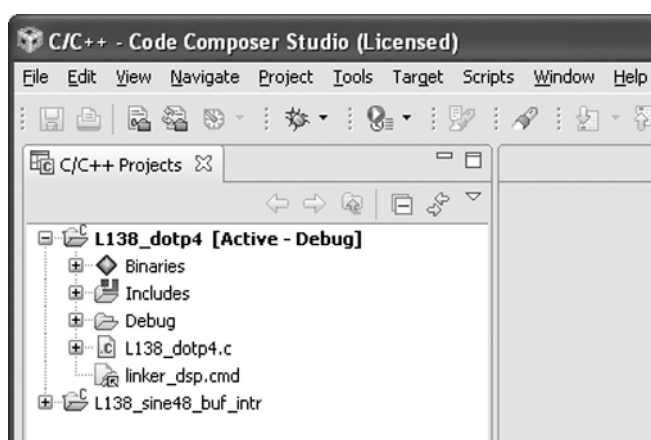 C/C++ - Code Composer Studio (Licensed)
File Edit View Navigate Project Tools Target Scripts Window Help
C/C++ Projects
L138_dotp4 [Active - Debug]
Binaries
Includes
Debug
L138_dotp4.c
linker_dsp.cmd
L138_sine48_buf_intr